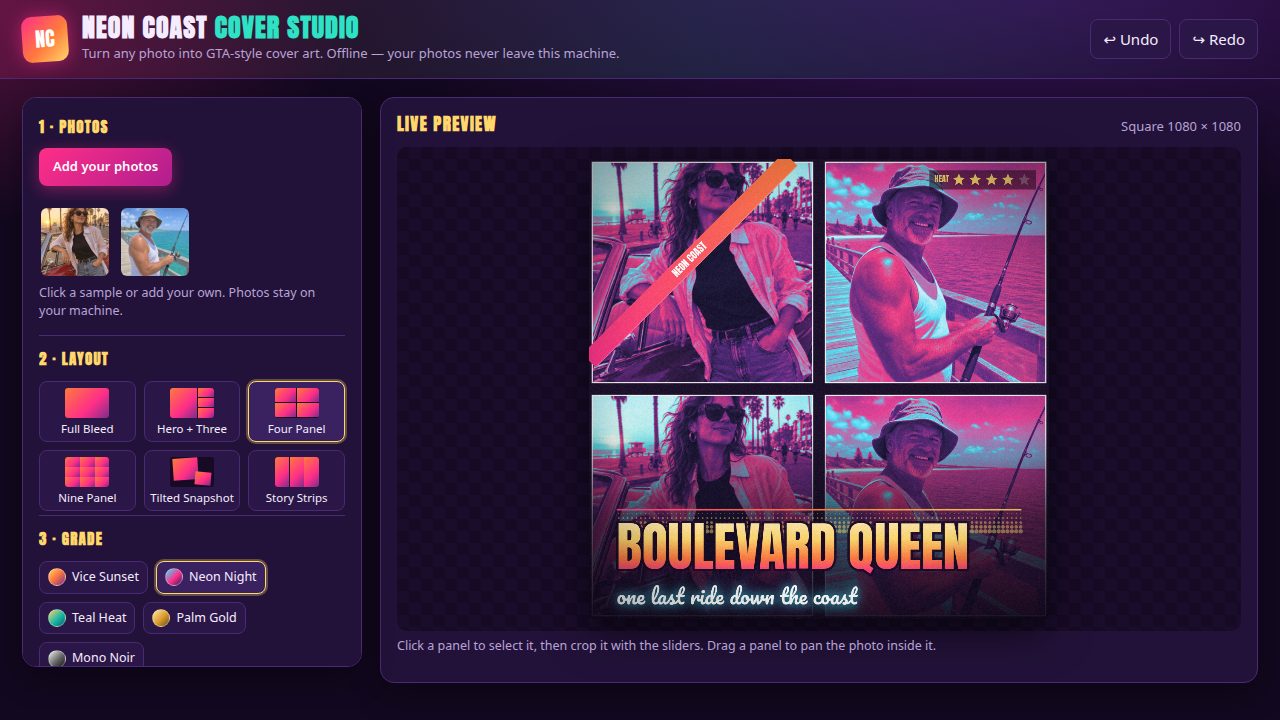 NC
NEON COAST COVER STUDIO
Turn any photo into GTA-style cover art. Offline — your photos never leave this machine.
↩ Undo
↪ Redo
1 · PHOTOS
Add your photos
Click a sample or add your own. Photos stay on
your machine.
2 · LAYOUT
Full Bleed
Hero + Three
Four Panel
Nine Panel
Tilted Snapshot
Story Strips
3 · GRADE
Vice Sunset
Neon Night
Teal Heat
Palm Gold
Mono Noir
LIVE PREVIEW
Square 1080 × 1080
NEON COAST
HEAT ★★★★★
BOULEVARD QUEEN
one last ride down the coast
Click a panel to select it, then crop it with the sliders. Drag a panel to pan the photo inside it.